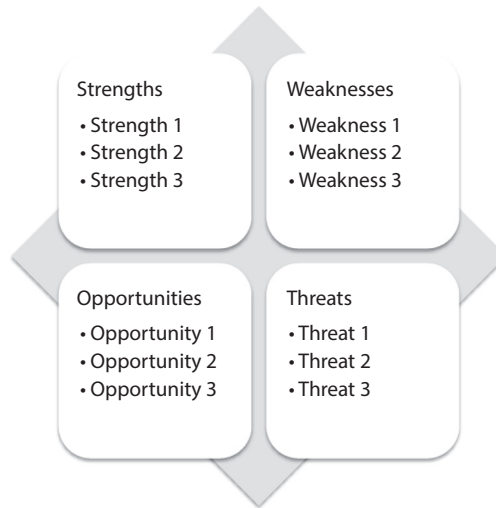 Strengths
• Strength 1
• Strength 2
• Strength 3
Weaknesses
• Weakness 1
• Weakness 2
• Weakness 3
Opportunities
• Opportunity 1
• Opportunity 2
• Opportunity 3
Threats
• Threat 1
• Threat 2
• Threat 3